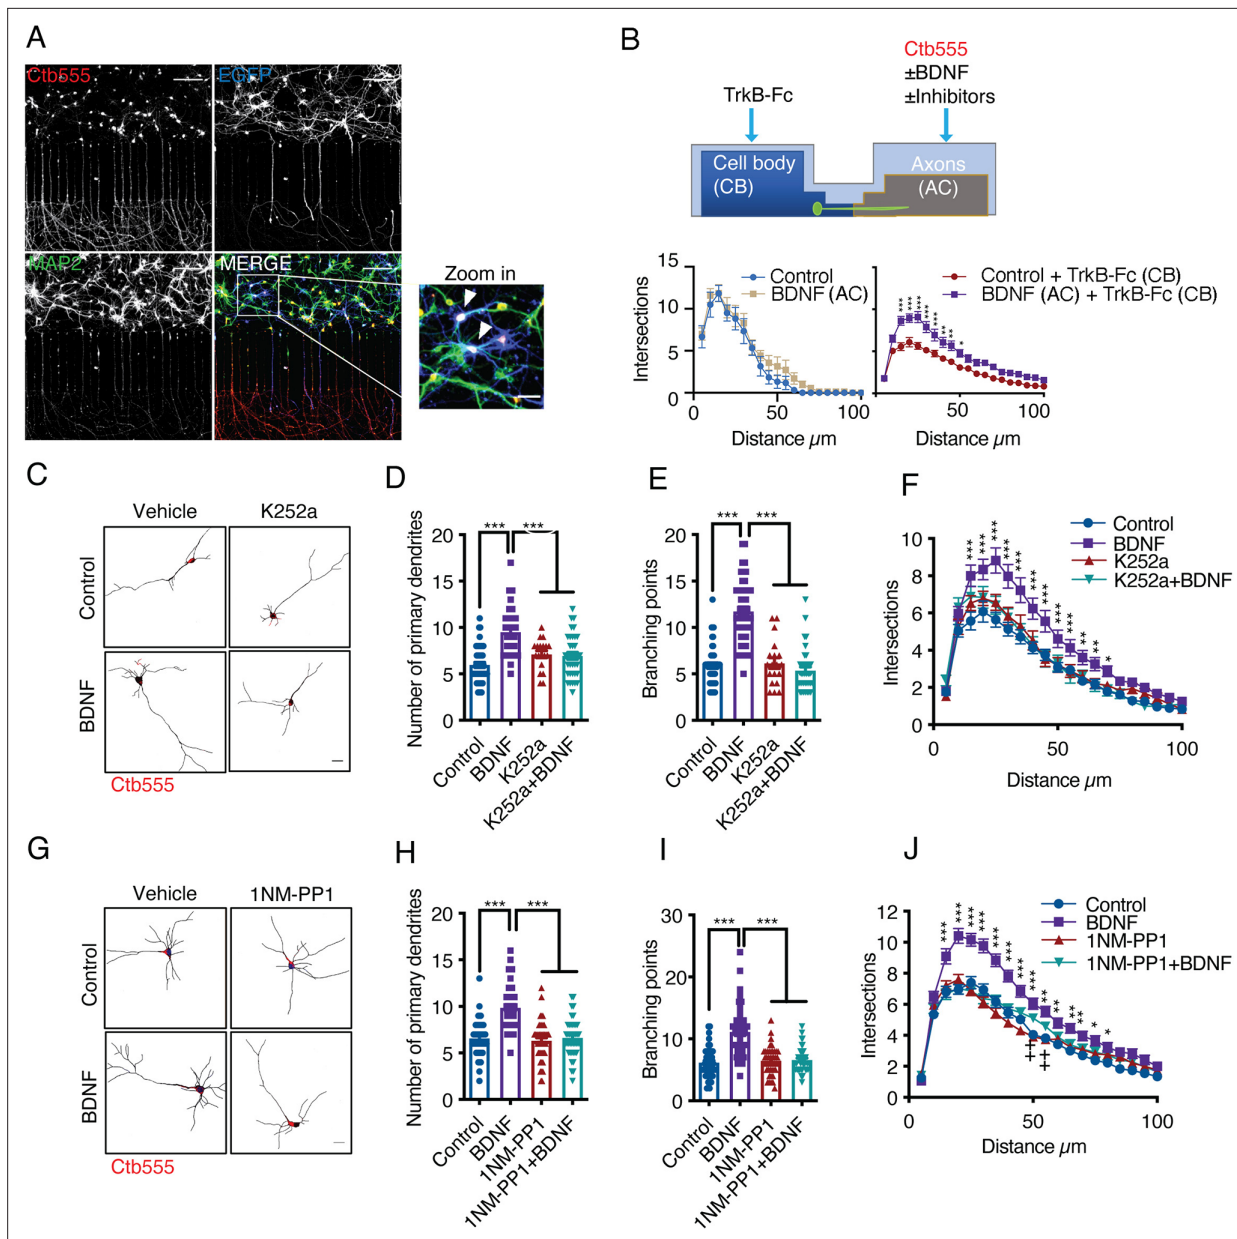 A
Ctb555
EGFP
MAP2
MERGE
Zoom in
B
Ctb555
±BDNF
±Inhibitors
TrkB-Fc
Cell body
(CB)
Axons
(AC)
Intersections
15
10
5
0
Control
BDNF (AC)
0
50
100
Distance µm
Control + TrkB-Fc (CB)
BDNF (AC) + TrkB-Fc (CB)
***
***
***
***
***
**
**
*
50
100
Distance µm
C
Vehicle
K252a
Control
BDNF
Ctb555
D
Number of primary dendrites
20
15
10
5
0
***
***
Control
BDNF
K252a
K252a+BDNF
E
Branching points
20
15
10
5
0
***
***
Control
BDNF
K252a
K252a+BDNF
F
Control
BDNF
K252a
K252a+BDNF
Intersections
10
8
6
4
2
0
***
***
***
***
***
***
***
***
***
**
**
*
0
50
100
Distance µm
G
Vehicle
1NM-PP1
Control
BDNF
Ctb555
H
Number of primary dendrites
20
15
10
5
0
***
***
Control
BDNF
1NM-PP1
1NM-PP1+BDNF
I
Branching points
30
20
10
0
***
***
Control
BDNF
1NM-PP1
1NM-PP1+BDNF
J
Control
BDNF
1NM-PP1
1NM-PP1+BDNF
Intersections
12
10
8
6
4
2
0
***
***
***
***
***
***
***
***
**
*
**
**
*
*
‡
‡
0
50
100
Distance µm